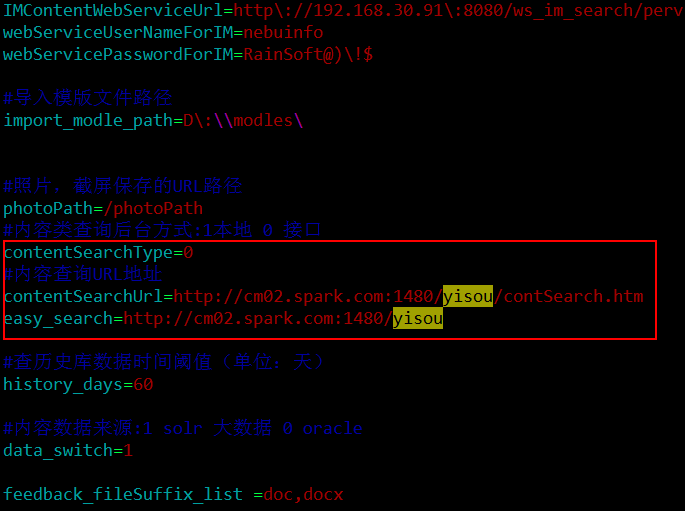 IMContentWebServiceUrl=http\://192.168.30.91\:8080/ws_im_search/perv
webServiceUserNameForIM=nebuinfo
webServicePasswordForIM=RainSoft@)\!$
#导入模版文件路径
import_modle_path=D\:\\modles\
#照片，截屏保存的URL路径
photoPath=/photoPath
#内容类查询后台方式:1本地 0 接口
contentSearchType=0
#内容查询URL地址
contentSearchUrl=http://cm02.spark.com:1480/yisou/contSearch.htm
easy_search=http://cm02.spark.com:1480/yisou
#查历史库数据时间阈值（单位：天）
history_days=60
#内容数据来源:1 solr 大数据 0 oracle
data_switch=1
feedback_fileSuffix_list =doc,docx